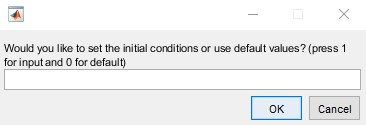 Would you like to set the initial conditions or use default values? (press 1
for input and 0 for default)
OK
Cancel